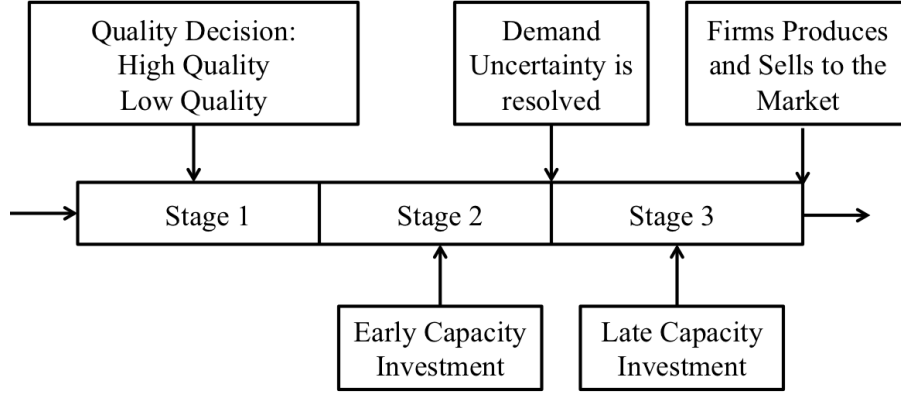 Quality Decision:
High Quality
Low Quality
Demand
Uncertainty is
resolved
Firms Produces
and Sells to the
Market
Stage 1
Stage 2
Stage 3
Early Capacity
Investment
Late Capacity
Investment